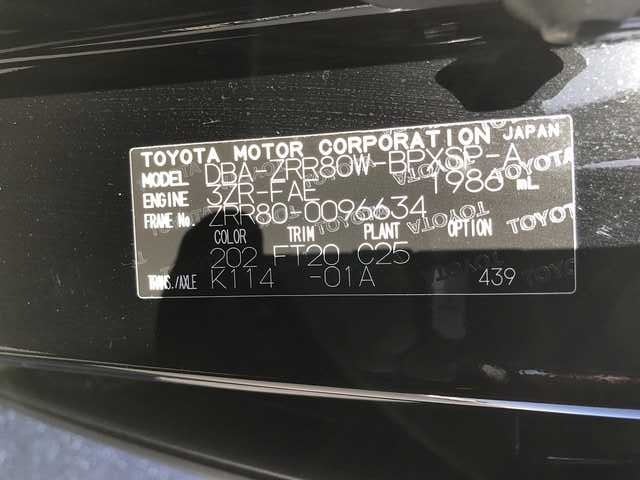 TOYOTA MOTOR CORPORATION JAPAN
MODEL DBA-ZRR80W-BPXSP-A
ENGINE 3ZR-FAE 1986 mL
FRAME No. ZRR80-0096634
COLOR TRIM PLANT OPTION
202 FT20 C25
TRANS./AXLE K114 -01A 439